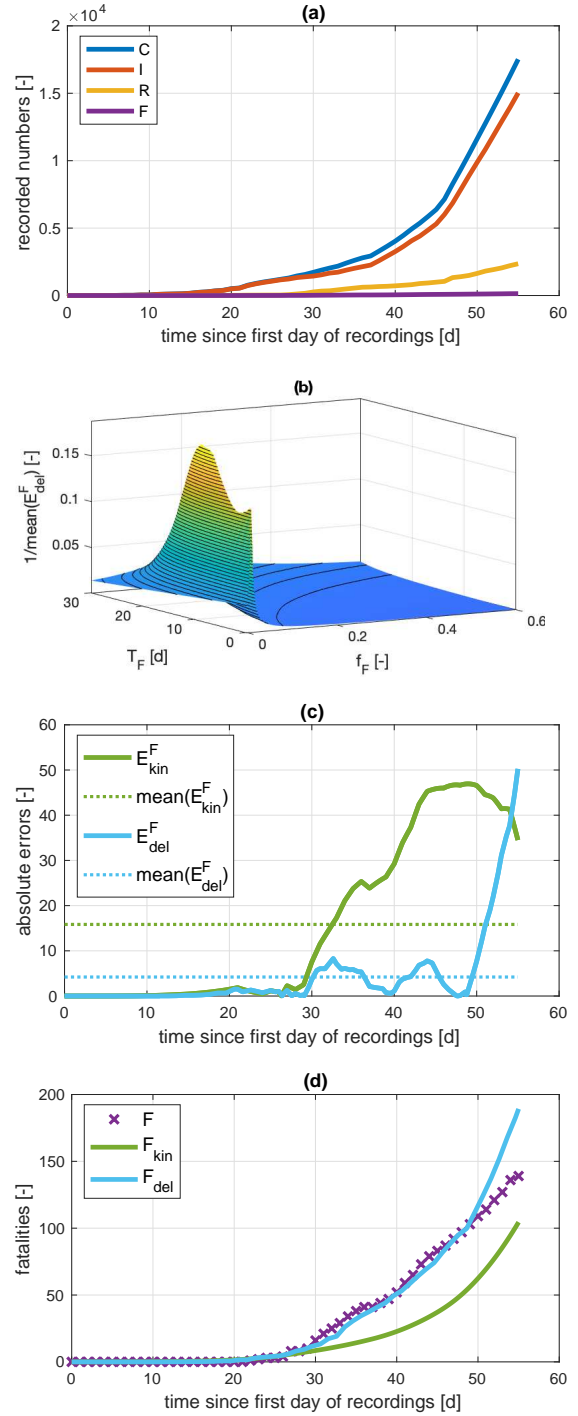 (a)
×10^4
2
1.5
1
0.5
0
0 10 20 30 40 50 60
recorded numbers [-]
time since first day of recordings [d]
C
I
R
F
(b)
1/mean(E^F_del) [-]
0.15
0.1
0.05
30
20
10
0
T_F [d]
0
0.2
0.4
0.6
f_F [-]
(c)
60
50
40
30
20
10
0
0 10 20 30 40 50 60
absolute errors [-]
time since first day of recordings [d]
E^F_kin
mean(E^F_kin)
E^F_del
mean(E^F_del)
(d)
200
150
100
50
0
0 10 20 30 40 50 60
fatalities [-]
time since first day of recordings [d]
F
F_kin
F_del